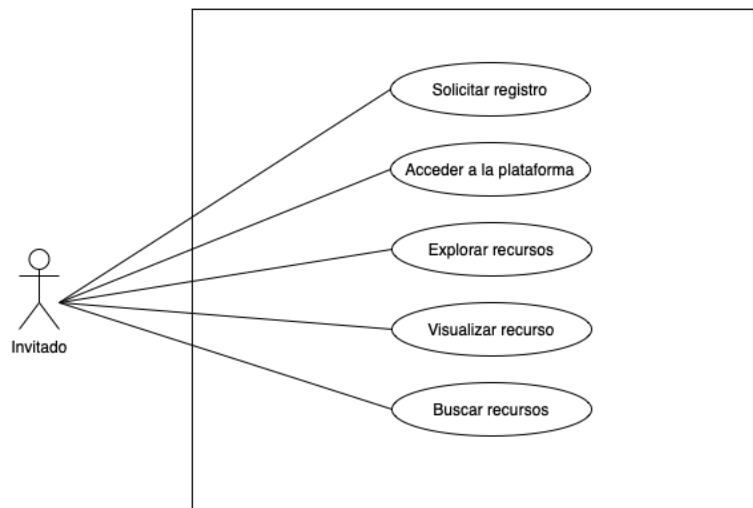 Solicitar registro
Acceder a la plataforma
Explorar recursos
Visualizar recurso
Buscar recursos
Invitado